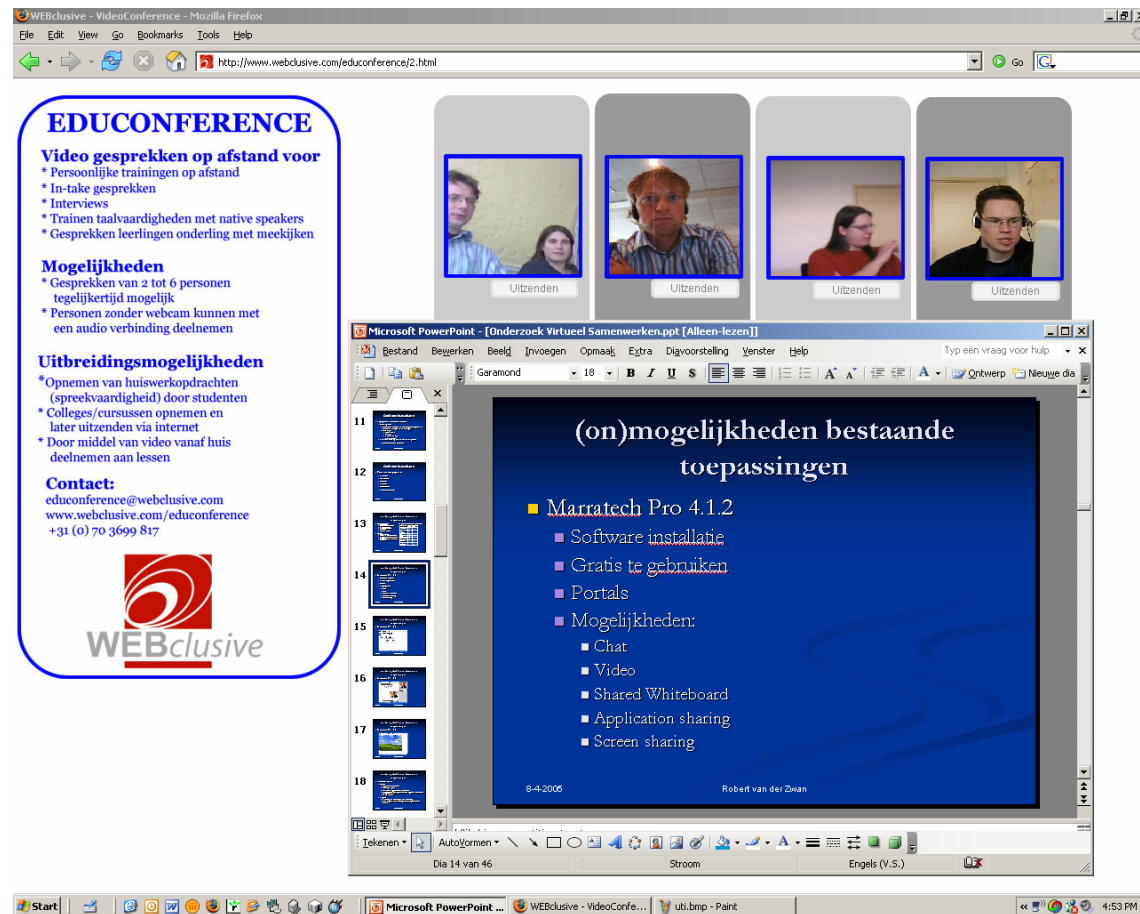 WEBclusive - VideoConference - Mozilla Firefox
File Edit View Go Bookmarks Tools Help
http://www.webclusive.com/educonference/2.html
Go
EDUCONFERENCE
Video gesprekken op afstand voor
* Persoonlijke trainingen op afstand
* In-take gesprekken
* Interviews
* Trainen taalvaardigheden met native speakers
* Gesprekken leerlingen onderling met meekijken
Mogelijkheden
* Gesprekken van 2 tot 6 personen
tegelijkertijd mogelijk
* Personen zonder webcam kunnen met
een audio verbinding deelnemen
Uitbreidingsmogelijkheden
*Opnemen van huiswerkopdrachten
(spreekvaardigheid) door studenten
* Colleges/cursussen opnemen en
later uitzenden via internet
* Door middel van video vanaf huis
deelnemen aan lessen
Contact:
educonference@webclusive.com
www.webclusive.com/educonference
+31 (0) 70 3699 817
WEBclusive
Uitzenden Uitzenden Uitzenden Uitzenden
Microsoft PowerPoint - [Onderzoek Virtueel Samenwerken.ppt [Alleen-lezen]]
Bestand Bewerken Beeld Invoegen Opmaak Extra Diavoorstelling Venster Help Typ een vraag voor hulp
Garamond 18 B I U S Ontwerp Nieuwe dia
11
12
13
14
15
16
17
18
(on)mogelijkheden bestaande
toepassingen
Marratech Pro 4.1.2
Software installatie
Gratis te gebruiken
Portals
Mogelijkheden:
Chat
Video
Shared Whiteboard
Application sharing
Screen sharing
8-4-2005 Robert van der Zwan
Tekenen AutoVormen
Dia 14 van 46 Stroom Engels (V.S.)
Start Microsoft PowerPoint ... WEBclusive - VideoConfe... uti.bmp - Paint 4:53 PM